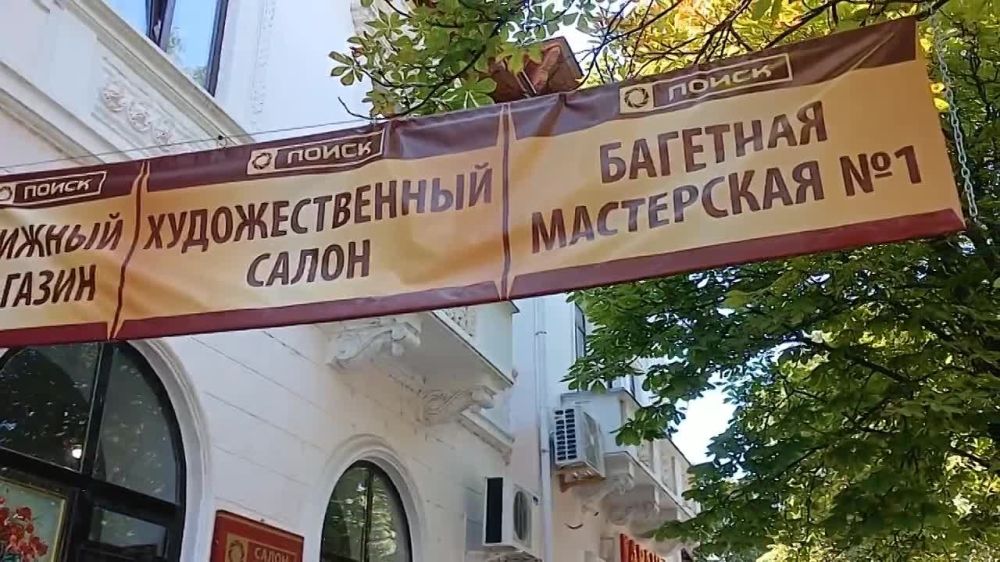 ПОИСК
ИЖНЫЙ
ГАЗИН
ПОИСК
ХУДОЖЕСТВЕННЫЙ
САЛОН
ПОИСК
БАГЕТНАЯ
МАСТЕРСКАЯ №1
САЛОН